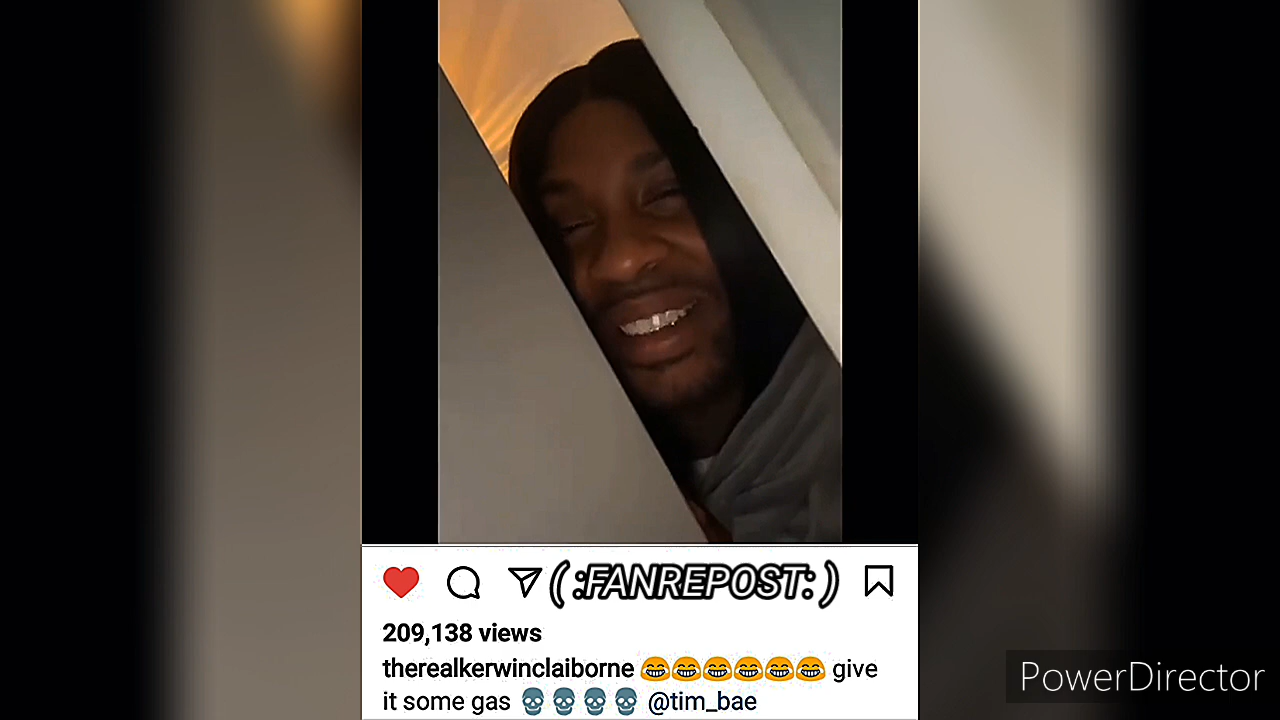 ( :FANREPOST: )
209,138 views
therealkerwinclaiborne 😂😂😂😂😂😂 give
it some gas 💀💀💀💀 @tim_bae
PowerDirector